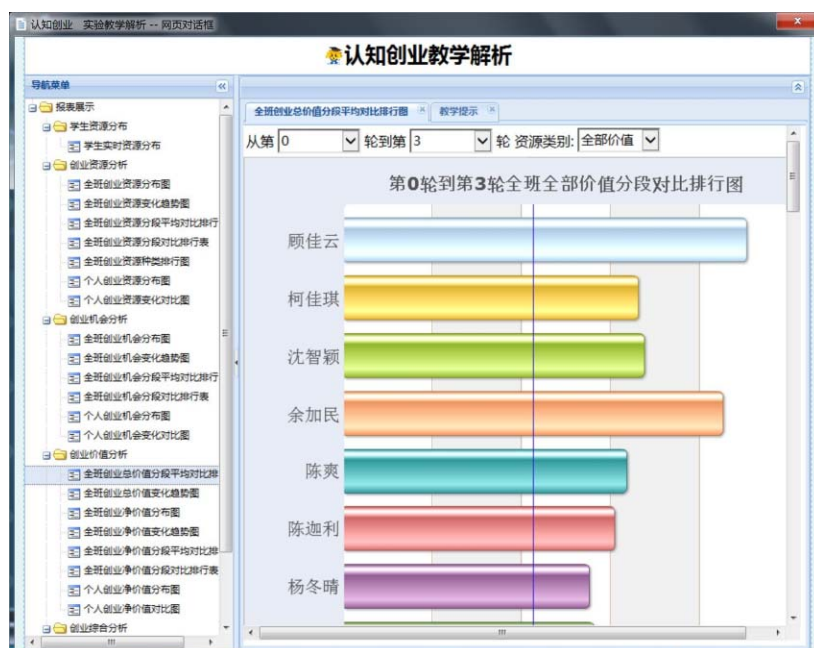 认知创业 实验教学解析 -- 网页对话框
认知创业教学解析
导航菜单
报表展示
学生资源分布
学生实时资源分布
创业资源分析
全班创业资源分布图
全班创业资源变化趋势图
全班创业资源分段平均对比排行
全班创业资源分段对比排行表
全班创业资源种类排行图
个人创业资源分布图
个人创业资源变化对比图
创业机会分析
全班创业机会分布图
全班创业机会变化趋势图
全班创业机会分段平均对比排行
全班创业机会分段对比排行表
个人创业机会分布图
个人创业机会变化对比图
创业价值分析
全班创业总价值分段平均对比排
全班创业总价值变化趋势图
全班创业净价值分布图
全班创业净价值变化趋势图
全班创业净价值分段平均对比排
全班创业净价值分段对比排行表
个人创业净价值分布图
个人创业净价值对比图
创业综合分析
全班创业总价值分段平均对比排行图 教学提示
从第 0 轮到第 3 轮 资源类别: 全部价值
第0轮到第3轮全班全部价值分段对比排行图
顾佳云
柯佳琪
沈智颖
余加民
陈爽
陈迦利
杨冬晴